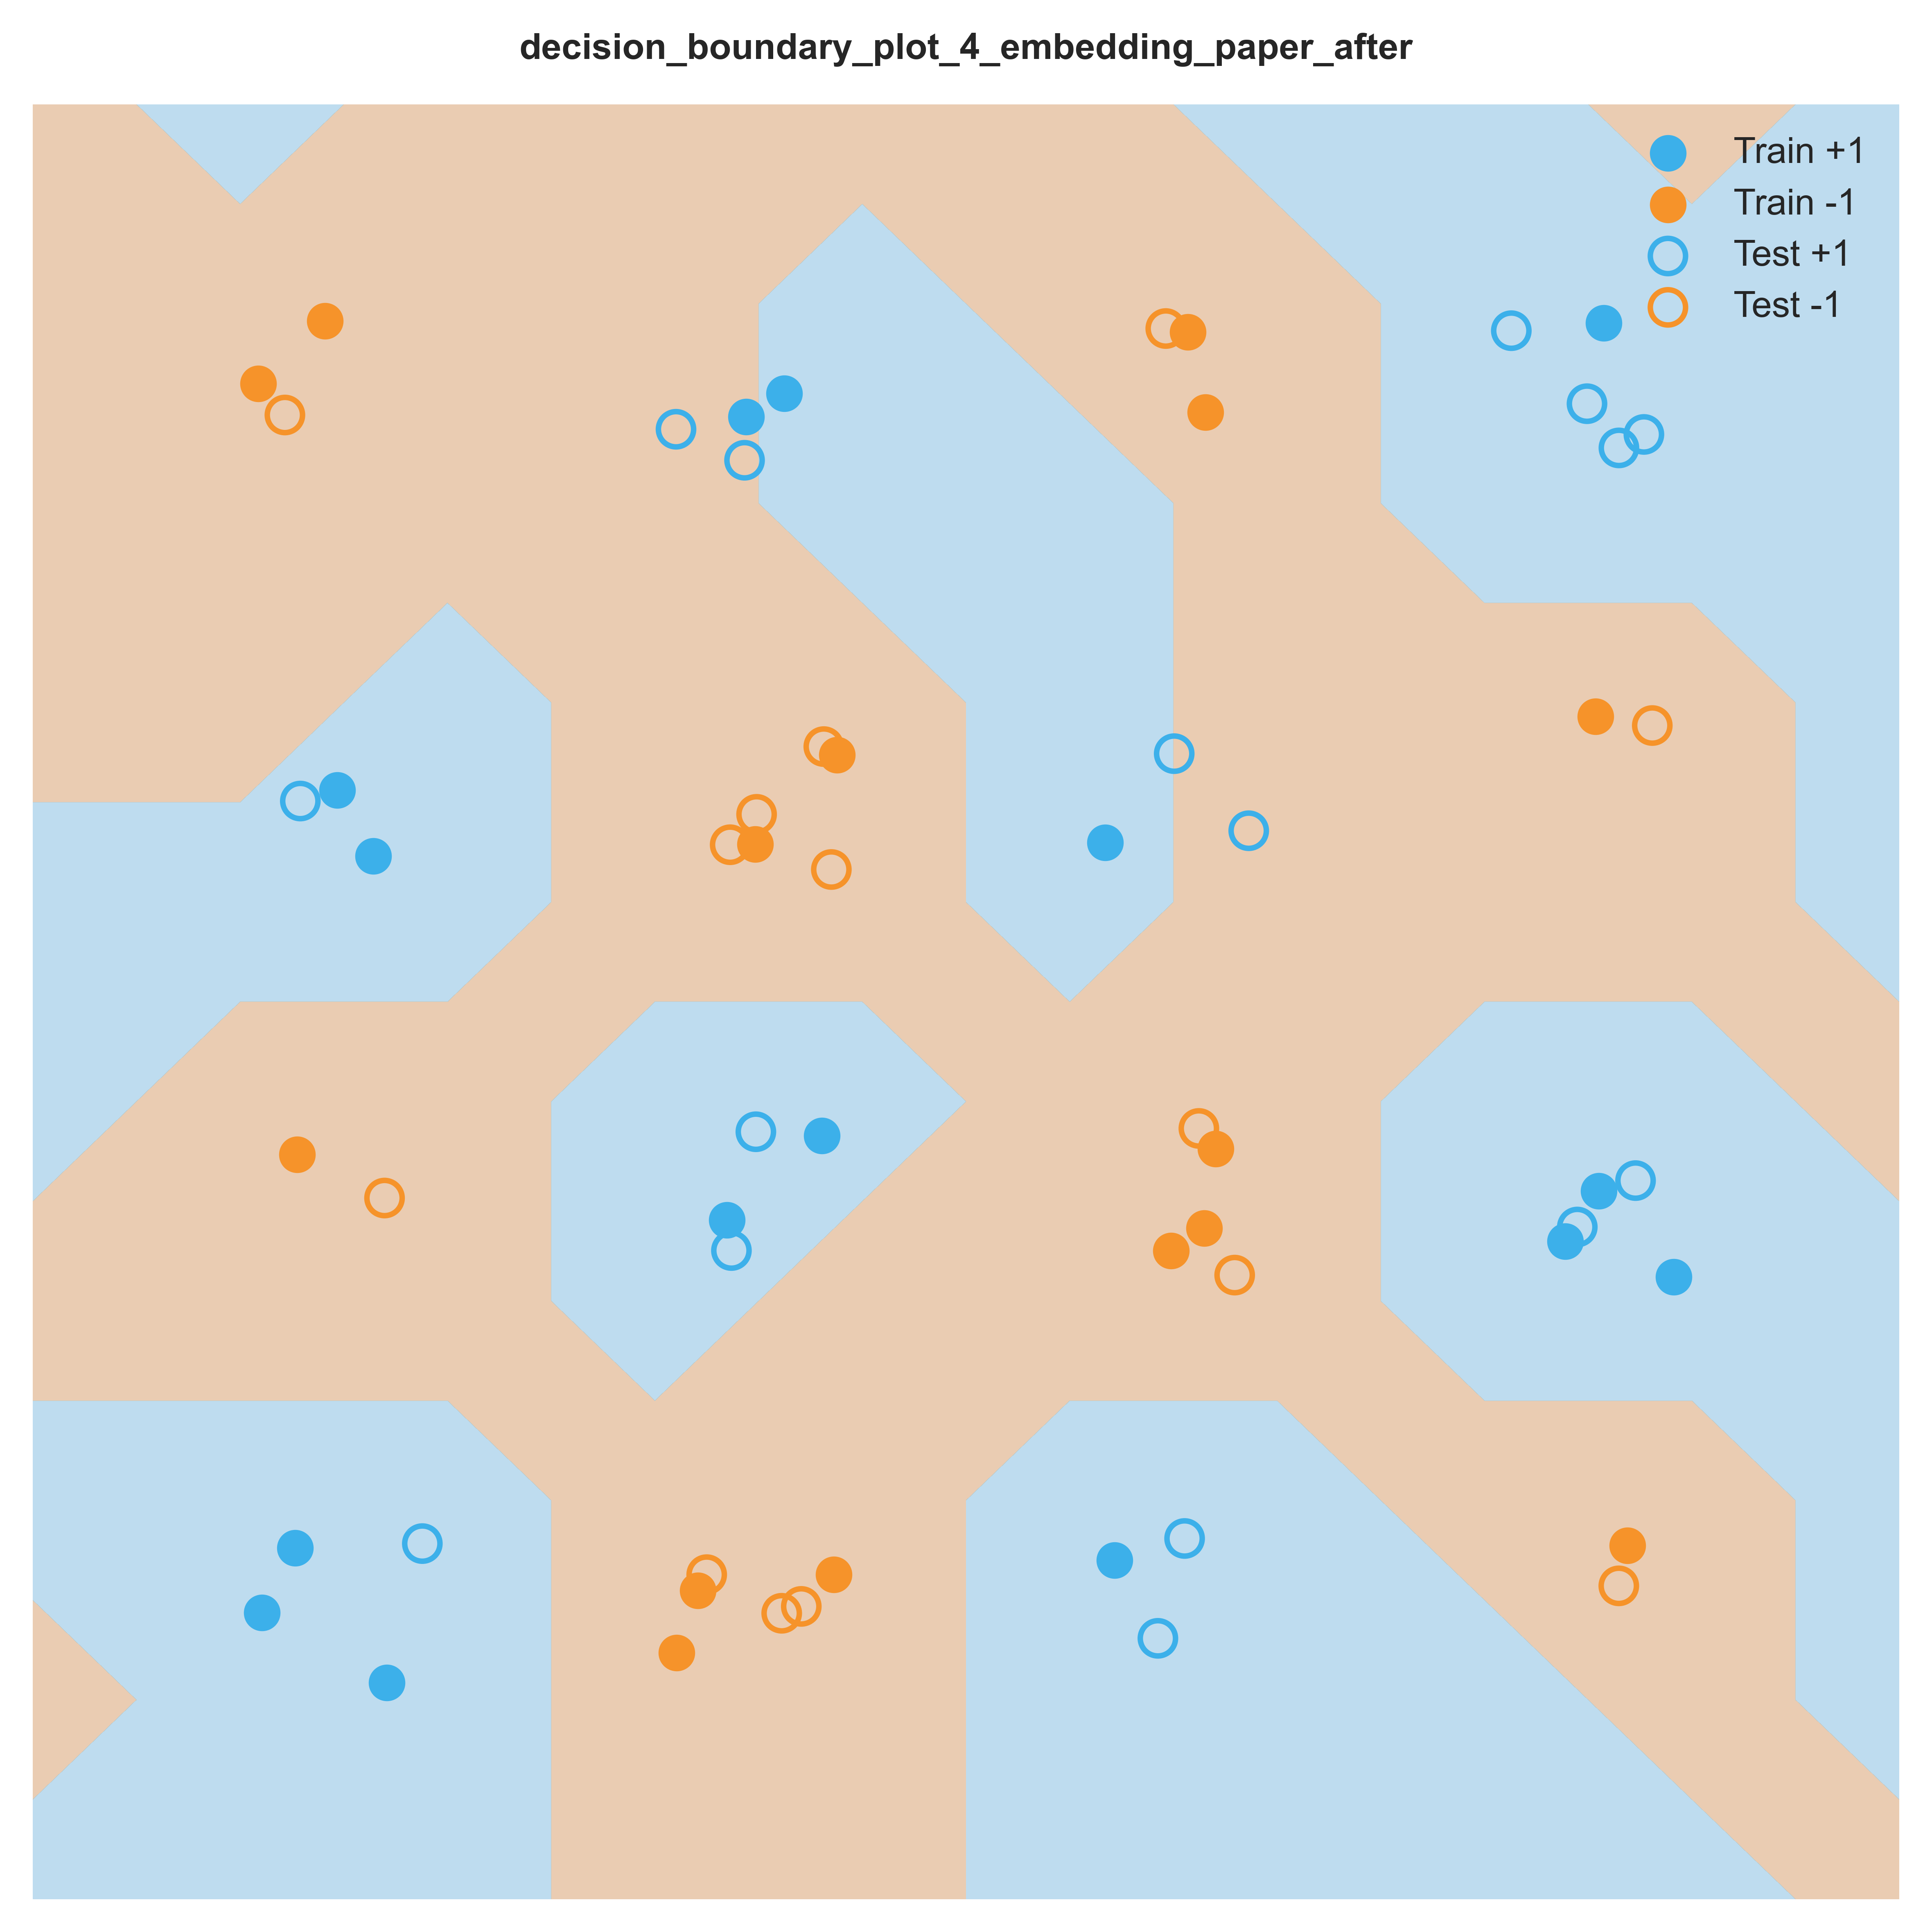 decision_boundary_plot_4_embedding_paper_after
Train +1
Train -1
Test +1
Test -1